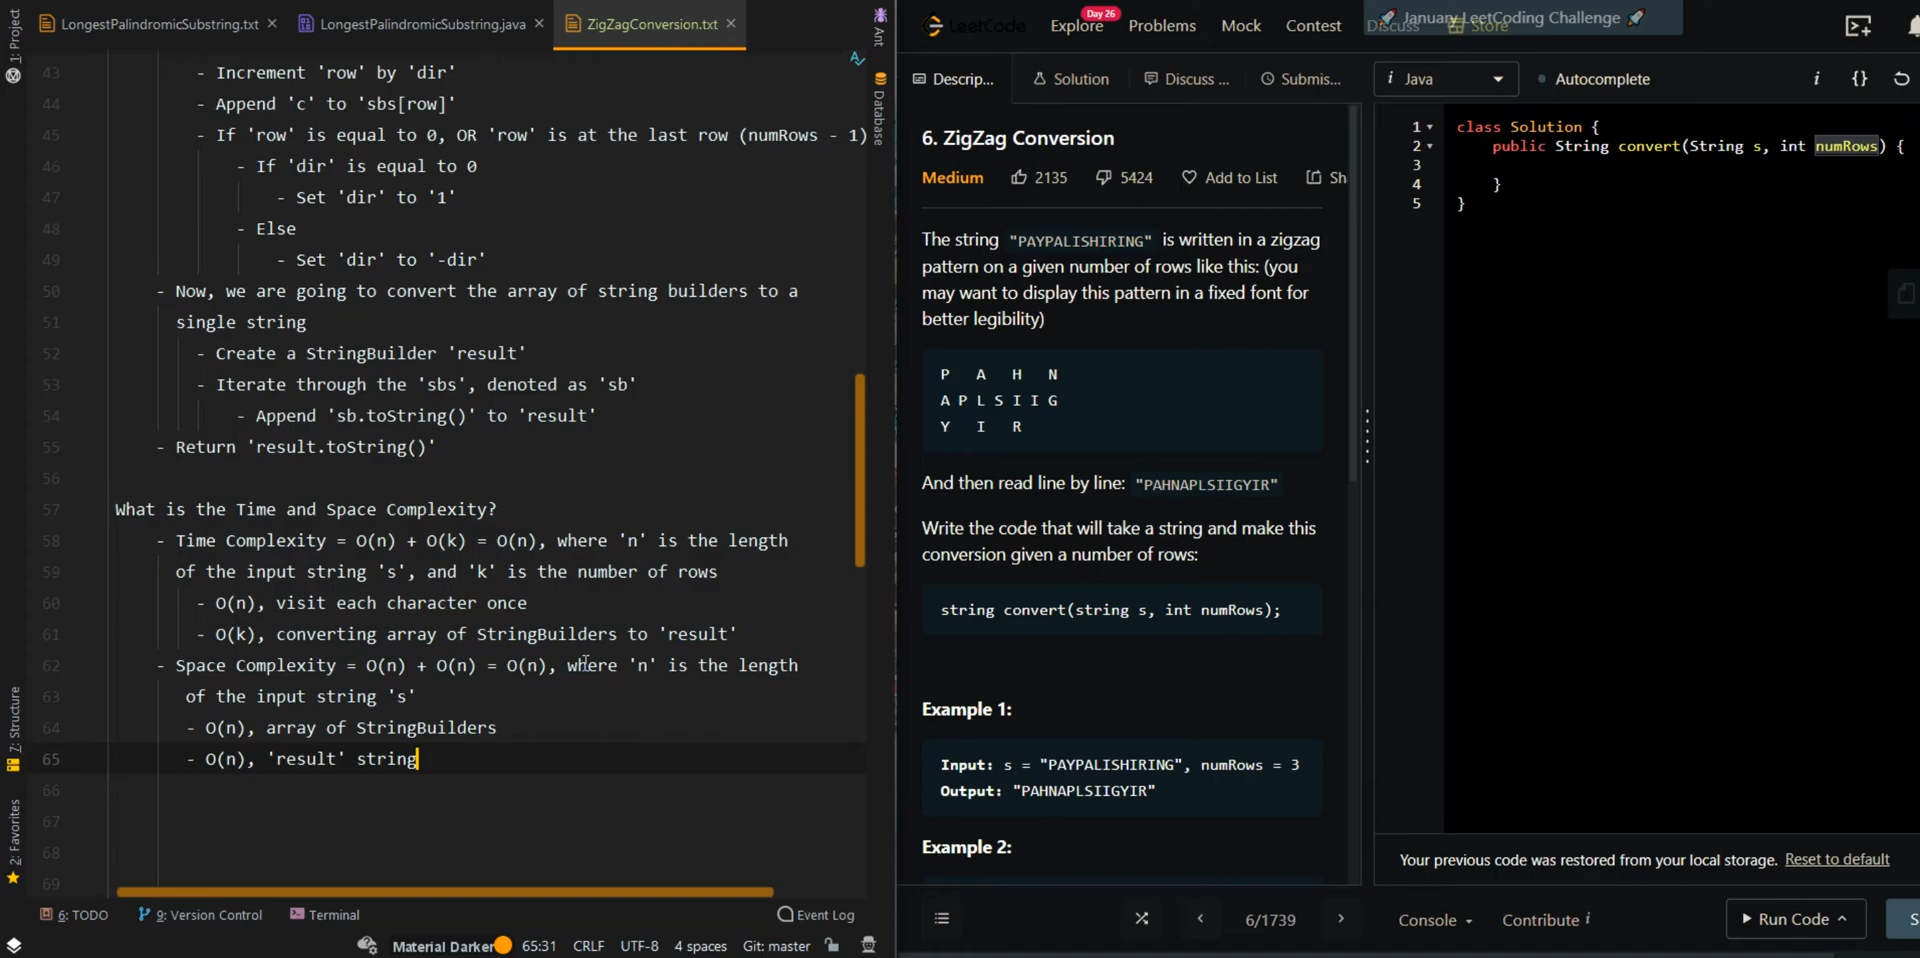 LongestPalindromicSubstring.txt
LongestPalindromicSubstring.java
ZigZagConversion.txt
1: Project
7: Structure
2: Favorites
Ant
Database
43 - Increment 'row' by 'dir'
44 - Append 'c' to 'sbs[row]'
45 - If 'row' is equal to 0, OR 'row' is at the last row (numRows - 1)
46 - If 'dir' is equal to 0
47 - Set 'dir' to '1'
48 - Else
49 - Set 'dir' to '-dir'
50 - Now, we are going to convert the array of string builders to a
51 single string
52 - Create a StringBuilder 'result'
53 - Iterate through the 'sbs', denoted as 'sb'
54 - Append 'sb.toString()' to 'result'
55 - Return 'result.toString()'
56
57 What is the Time and Space Complexity?
58 - Time Complexity = O(n) + O(k) = O(n), where 'n' is the length
59 of the input string 's', and 'k' is the number of rows
60 - O(n), visit each character once
61 - O(k), converting array of StringBuilders to 'result'
62 - Space Complexity = O(n) + O(n) = O(n), where 'n' is the length
63 of the input string 's'
64 - O(n), array of StringBuilders
65 - O(n), 'result' string
66
67
68
69
6: TODO
9: Version Control
Terminal
Event Log
Material Darker
65:31
CRLF
UTF-8
4 spaces
Git: master
LeetCode
Day 26
Explore
Problems
Mock
Contest
Discuss
Store
January LeetCoding Challenge
Descrip...
Solution
Discuss ...
Submis...
i Java
Autocomplete
i {}
6. ZigZag Conversion
Medium 2135 5424 Add to List Sh
The string "PAYPALISHIRING" is written in a zigzag
pattern on a given number of rows like this: (you
may want to display this pattern in a fixed font for
better legibility)
P A H N
A P L S I I G
Y I R
And then read line by line: "PAHNAPLSIIGYIR"
Write the code that will take a string and make this
conversion given a number of rows:
string convert(string s, int numRows);
Example 1:
Input: s = "PAYPALISHIRING", numRows = 3
Output: "PAHNAPLSIIGYIR"
Example 2:
1 class Solution {
2 public String convert(String s, int numRows) {
3
4 }
5 }
Your previous code was restored from your local storage. Reset to default
6/1739
Console
Contribute i
Run Code
S